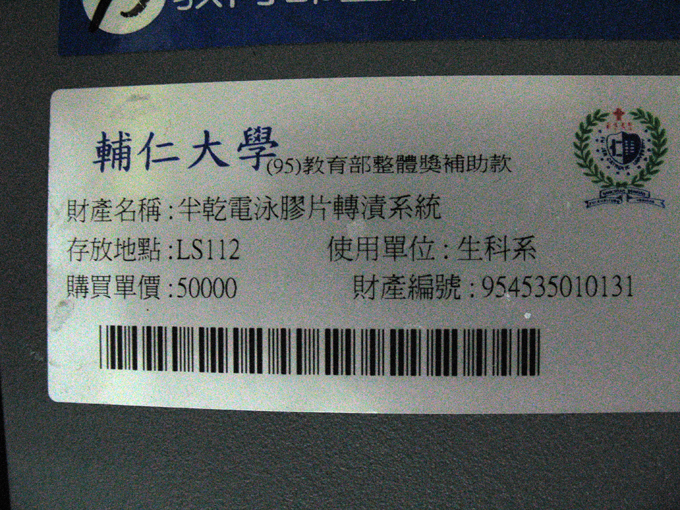 輔仁大學(95)教育部整體獎補助款
財產名稱:半乾電泳膠片轉漬系統
存放地點:LS112 使用單位:生科系
購買單價:50000 財產編號:954535010131